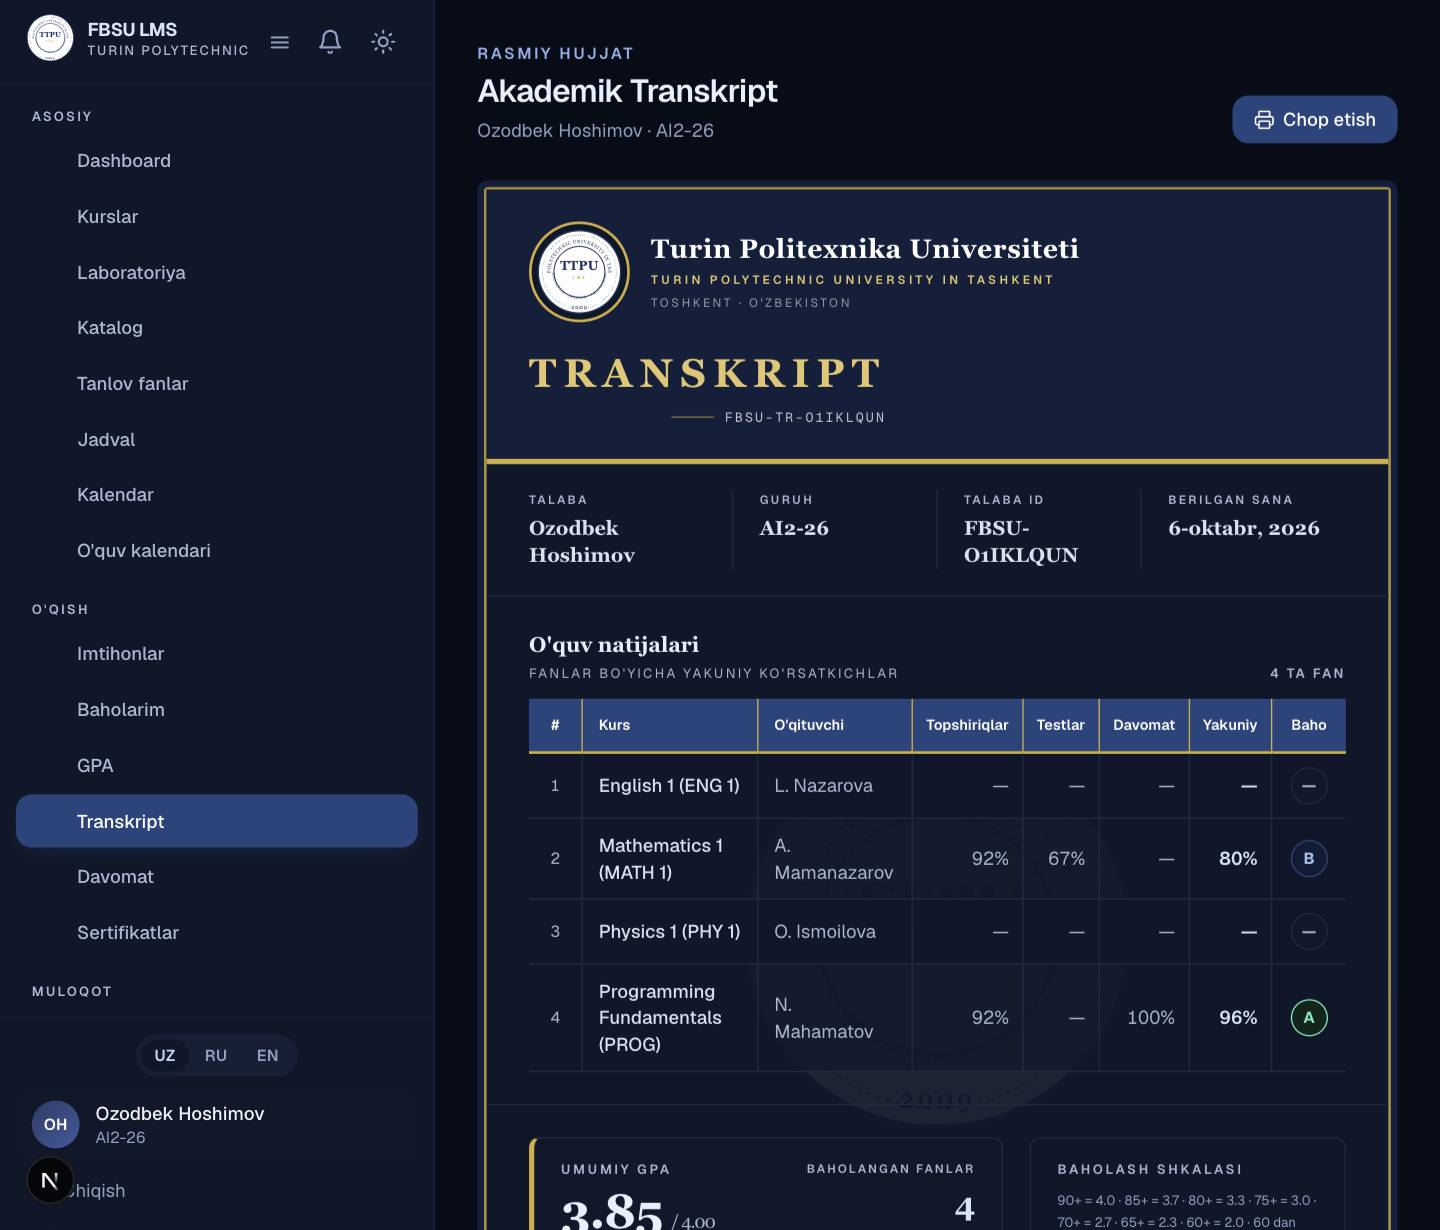 FBSU LMS
TURIN POLYTECHNIC
ASOSIY
Dashboard
Kurslar
Laboratoriya
Katalog
Tanlov fanlar
Jadval
Kalendar
O'quv kalendari
O'QISH
Imtihonlar
Baholarim
GPA
Transkript
Davomat
Sertifikatlar
MULOQOT
UZ RU EN
OH
Ozodbek Hoshimov
AI2-26
N
RASMIY HUJJAT
Akademik Transkript
Ozodbek Hoshimov · AI2-26
Chop etish
TTPU
Turin Politexnika Universiteti
TURIN POLYTECHNIC UNIVERSITY IN TASHKENT
TOSHKENT · O'ZBEKISTON
TRANSKRIPT
FBSU-TR-O1IKLQUN
TALABA
Ozodbek
Hoshimov
GURUH
AI2-26
TALABA ID
FBSU-
O1IKLQUN
BERILGAN SANA
6-oktabr, 2026
O'quv natijalari
FANLAR BO'YICHA YAKUNIY KO'RSATKICHLAR
4 TA FAN
# Kurs O'qituvchi Topshiriqlar Testlar Davomat Yakuniy Baho
1 English 1 (ENG 1) L. Nazarova — — — — —
2 Mathematics 1 (MATH 1) A. Mamanazarov 92% 67% — 80% B
3 Physics 1 (PHY 1) O. Ismoilova — — — — —
4 Programming Fundamentals (PROG) N. Mahamatov 92% — 100% 96% A
2009
UMUMIY GPA
3.85 / 4.00
BAHOLANGAN FANLAR
4
BAHOLASH SHKALASI
90+ = 4.0 · 85+ = 3.7 · 80+ = 3.3 · 75+ = 3.0 ·
70+ = 2.7 · 65+ = 2.3 · 60+ = 2.0 · 60 dan